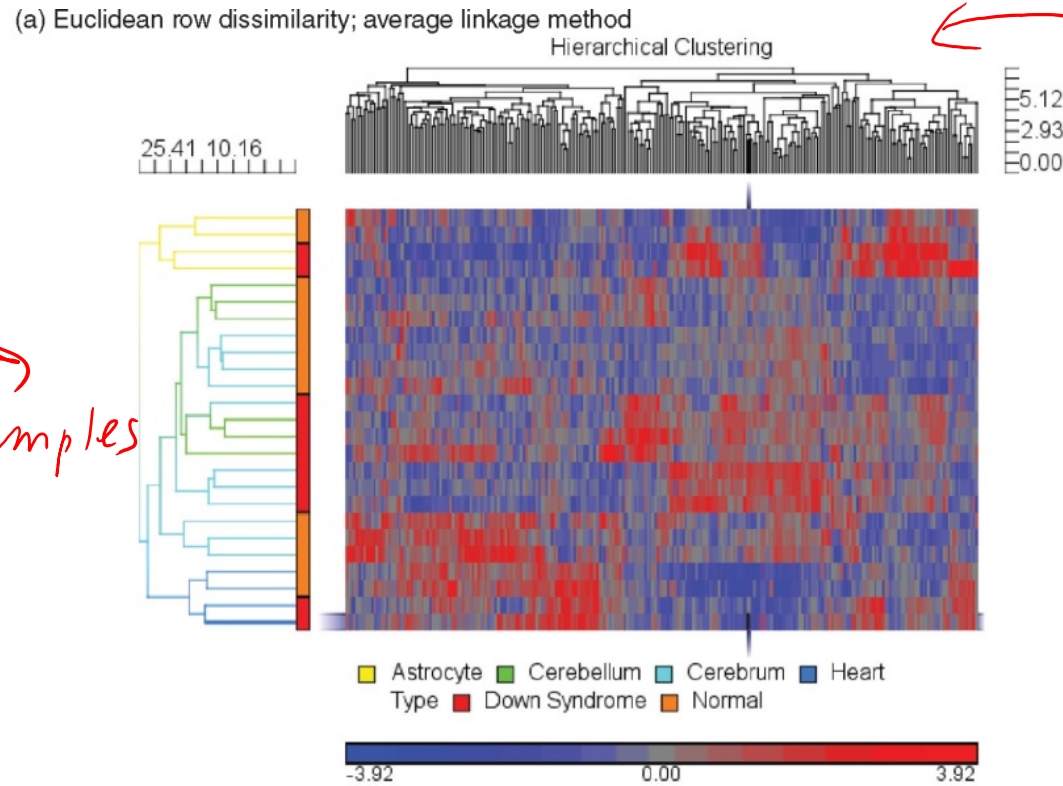 (a) Euclidean row dissimilarity; average linkage method
Hierarchical Clustering
5.12
2.93
0.00
25.41 10.16
mples
Astrocyte Cerebellum Cerebrum Heart
Type Down Syndrome Normal
-3.92 0.00 3.92